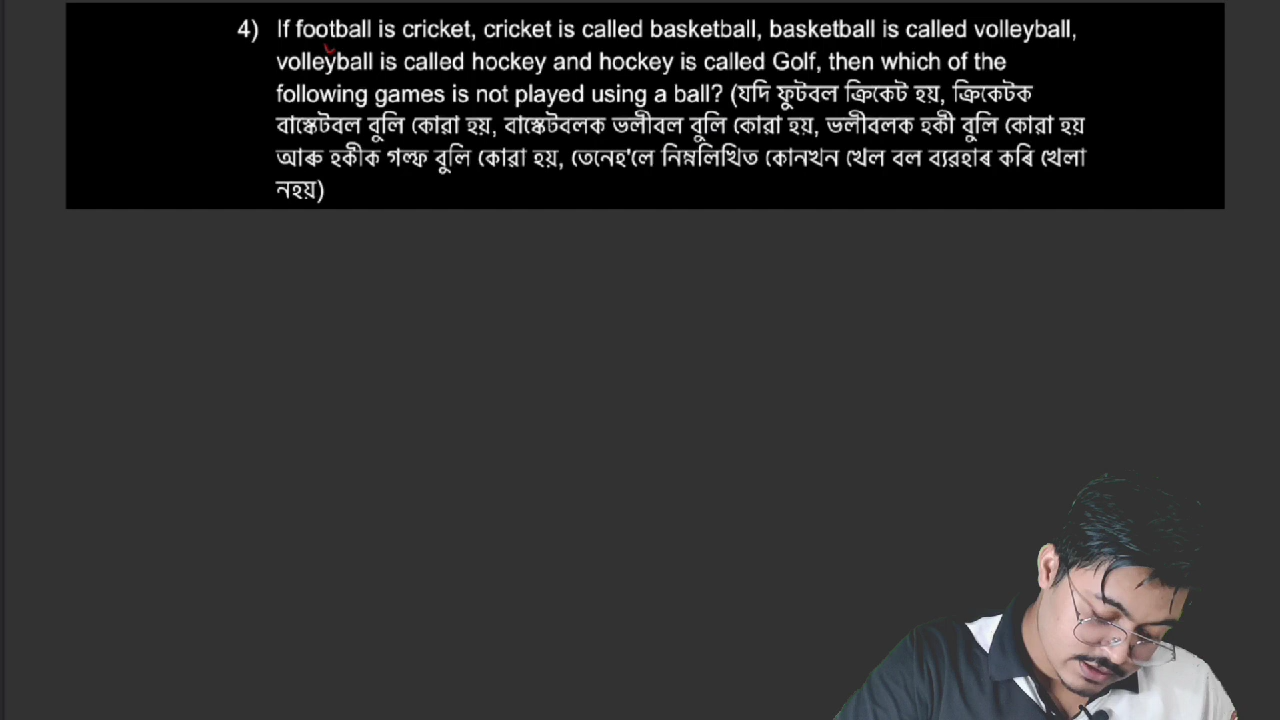 4) If football is cricket, cricket is called basketball, basketball is called volleyball,
volleyball is called hockey and hockey is called Golf, then which of the
following games is not played using a ball? (যদি ফুটবল ক্ৰিকেট হয়, ক্ৰিকেটক
বাস্কেটবল বুলি কোৱা হয়, বাস্কেটবলক ভলীবল বুলি কোৱা হয়, ভলীবলক হকী বুলি কোৱা হয়
আৰু হকীক গল্ফ বুলি কোৱা হয়, তেনেহ'লে নিম্নলিখিত কোনখন খেল বল ব্যৱহাৰ কৰি খেলা
নহয়)